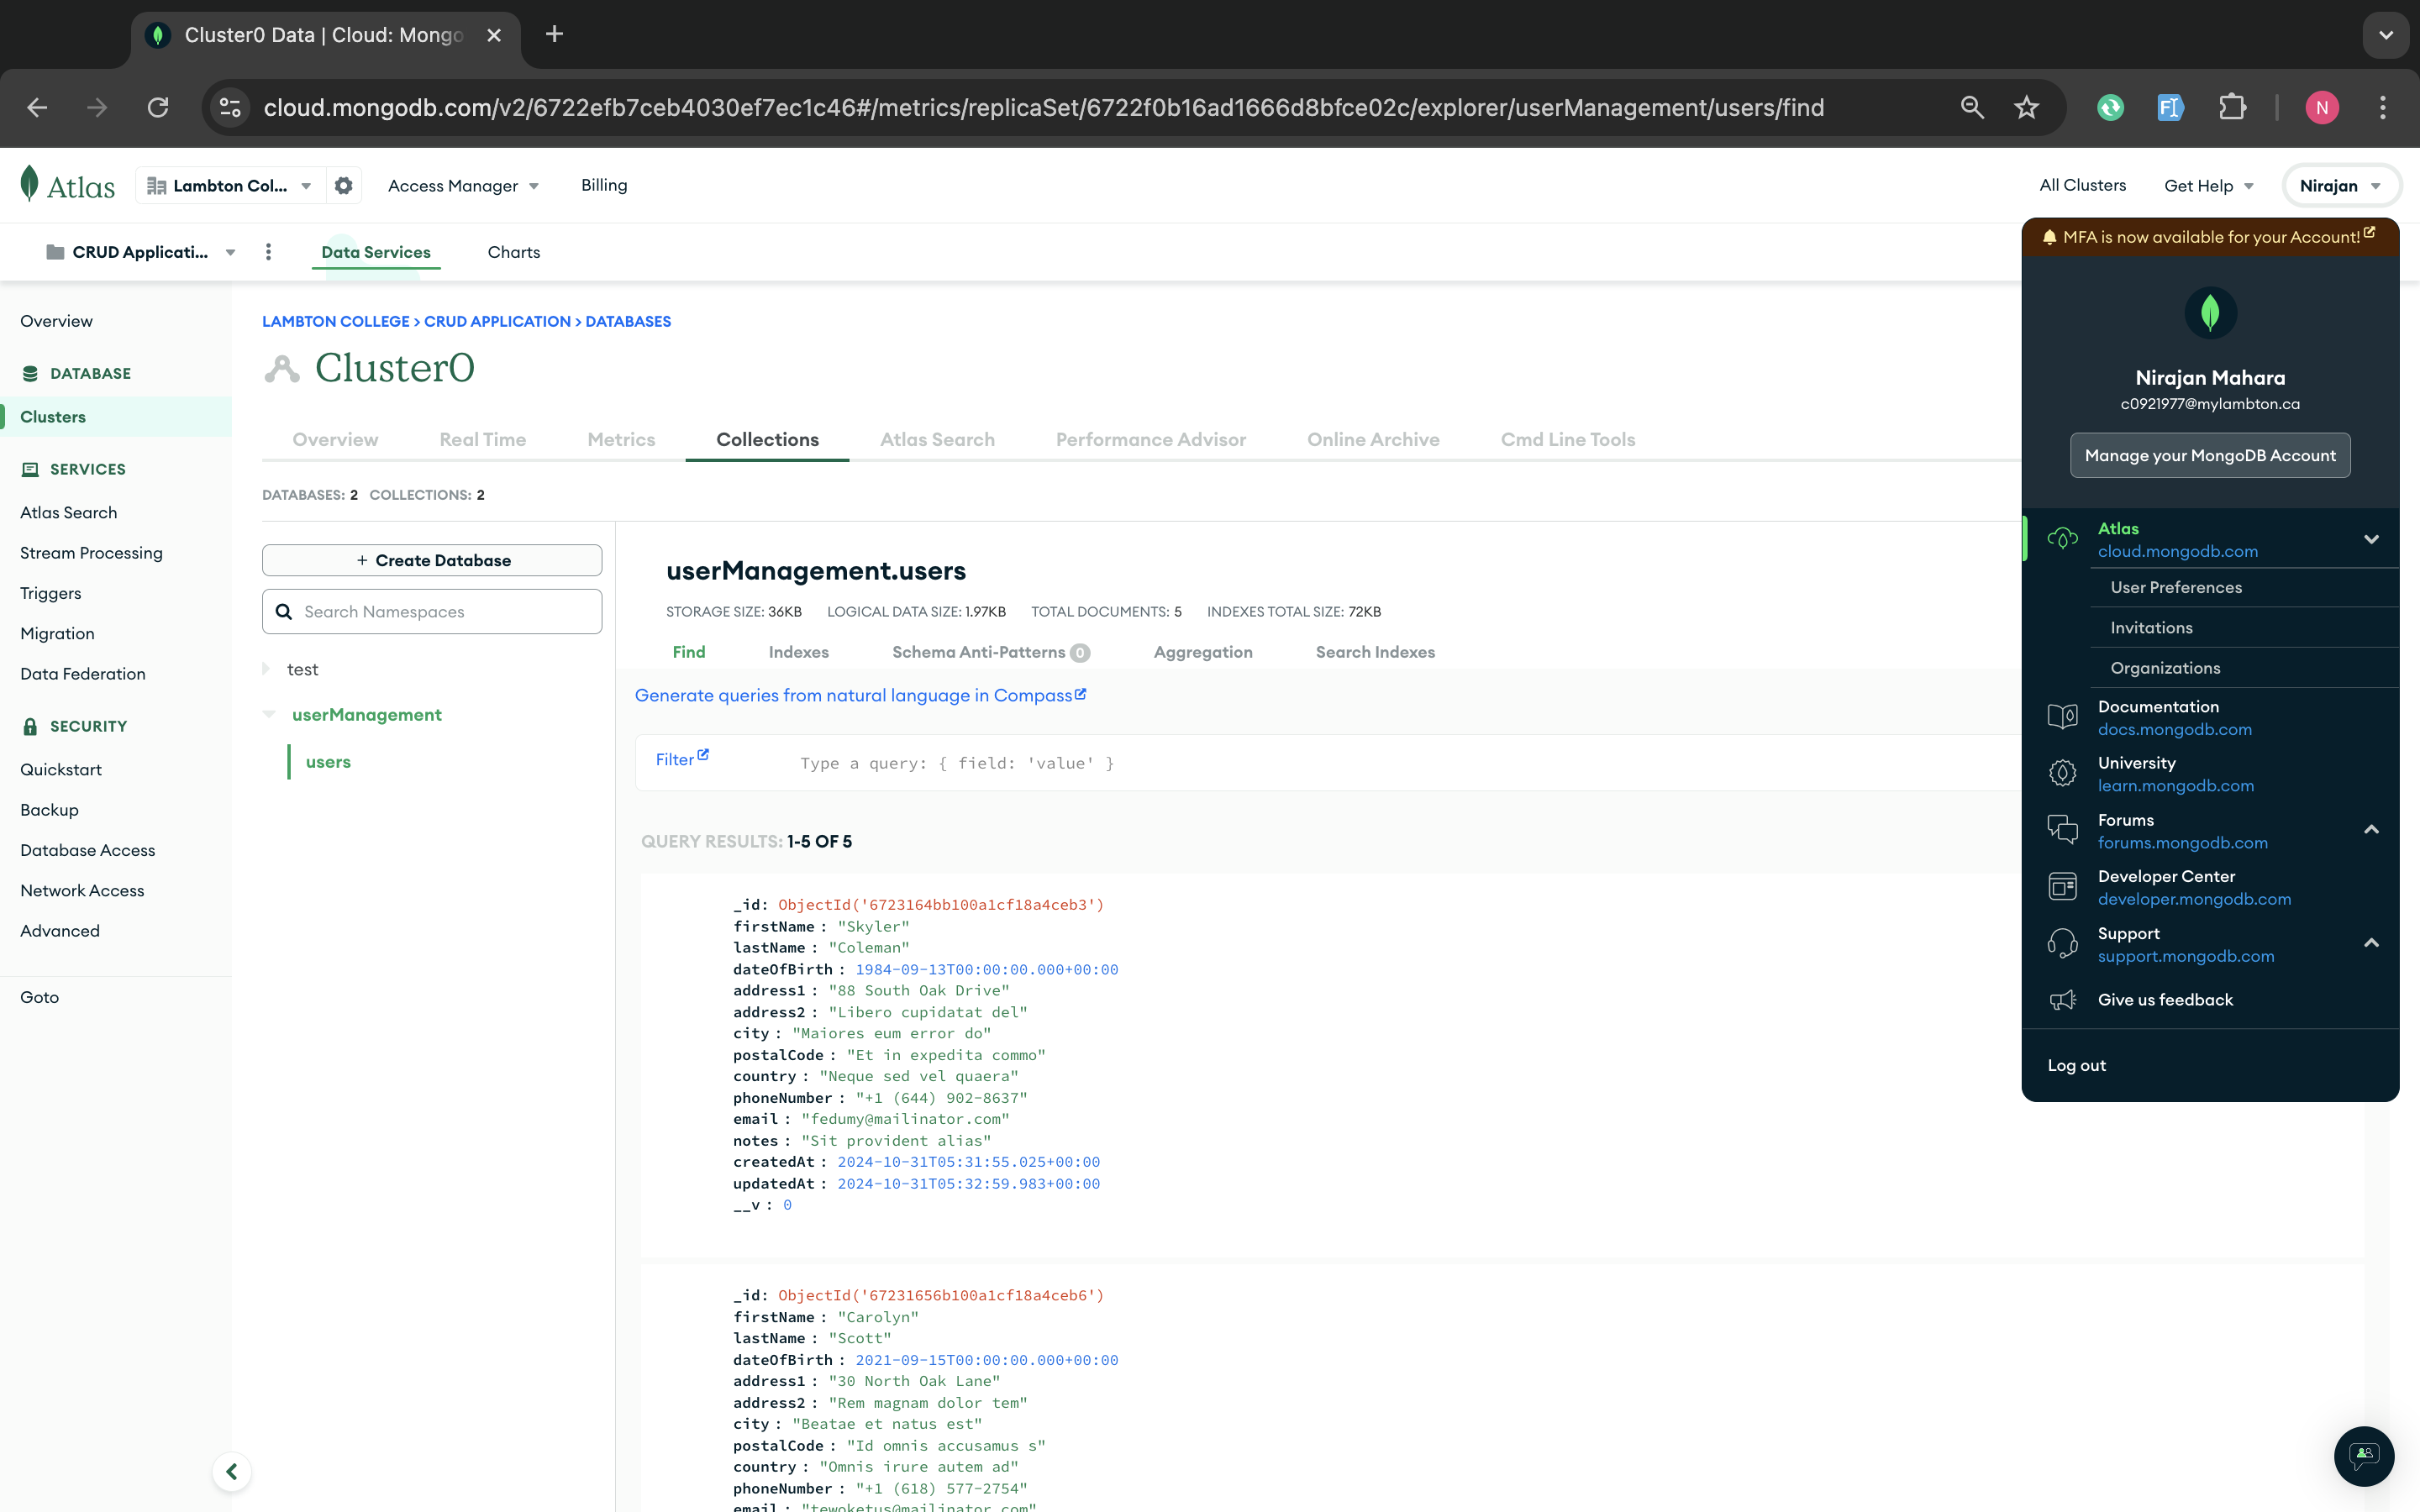 Cluster0 Data | Cloud: Mongo
cloud.mongodb.com/v2/6722efb7ceb4030ef7ec1c46#/metrics/replicaSet/6722f0b16ad1666d8bfce02c/explorer/userManagement/users/find
N
Atlas
Lambton Col...
Access Manager
Billing
All Clusters
Get Help
Nirajan
CRUD Applicati...
Data Services
Charts
Overview
DATABASE
Clusters
SERVICES
Atlas Search
Stream Processing
Triggers
Migration
Data Federation
SECURITY
Quickstart
Backup
Database Access
Network Access
Advanced
Goto
LAMBTON COLLEGE > CRUD APPLICATION > DATABASES
Cluster0
Overview
Real Time
Metrics
Collections
Atlas Search
Performance Advisor
Online Archive
Cmd Line Tools
DATABASES: 2 COLLECTIONS: 2
+ Create Database
Search Namespaces
test
userManagement
users
userManagement.users
STORAGE SIZE: 36KB LOGICAL DATA SIZE: 1.97KB TOTAL DOCUMENTS: 5 INDEXES TOTAL SIZE: 72KB
Find
Indexes
Schema Anti-Patterns 0
Aggregation
Search Indexes
Generate queries from natural language in Compass
Filter
Type a query: { field: 'value' }
QUERY RESULTS: 1-5 OF 5
_id: ObjectId('6723164bb100a1cf18a4ceb3')
firstName : "Skyler"
lastName : "Coleman"
dateOfBirth : 1984-09-13T00:00:00.000+00:00
address1 : "88 South Oak Drive"
address2 : "Libero cupidatat del"
city : "Maiores eum error do"
postalCode : "Et in expedita commo"
country : "Neque sed vel quaera"
phoneNumber : "+1 (644) 902-8637"
email : "fedumy@mailinator.com"
notes : "Sit provident alias"
createdAt : 2024-10-31T05:31:55.025+00:00
updatedAt : 2024-10-31T05:32:59.983+00:00
__v : 0
_id: ObjectId('67231656b100a1cf18a4ceb6')
firstName : "Carolyn"
lastName : "Scott"
dateOfBirth : 2021-09-15T00:00:00.000+00:00
address1 : "30 North Oak Lane"
address2 : "Rem magnam dolor tem"
city : "Beatae et natus est"
postalCode : "Id omnis accusamus s"
country : "Omnis irure autem ad"
phoneNumber : "+1 (618) 577-2754"
email : "tewoketus@mailinator.com"
MFA is now available for your Account!
Nirajan Mahara
c0921977@mylambton.ca
Manage your MongoDB Account
Atlas
cloud.mongodb.com
User Preferences
Invitations
Organizations
Documentation
docs.mongodb.com
University
learn.mongodb.com
Forums
forums.mongodb.com
Developer Center
developer.mongodb.com
Support
support.mongodb.com
Give us feedback
Log out